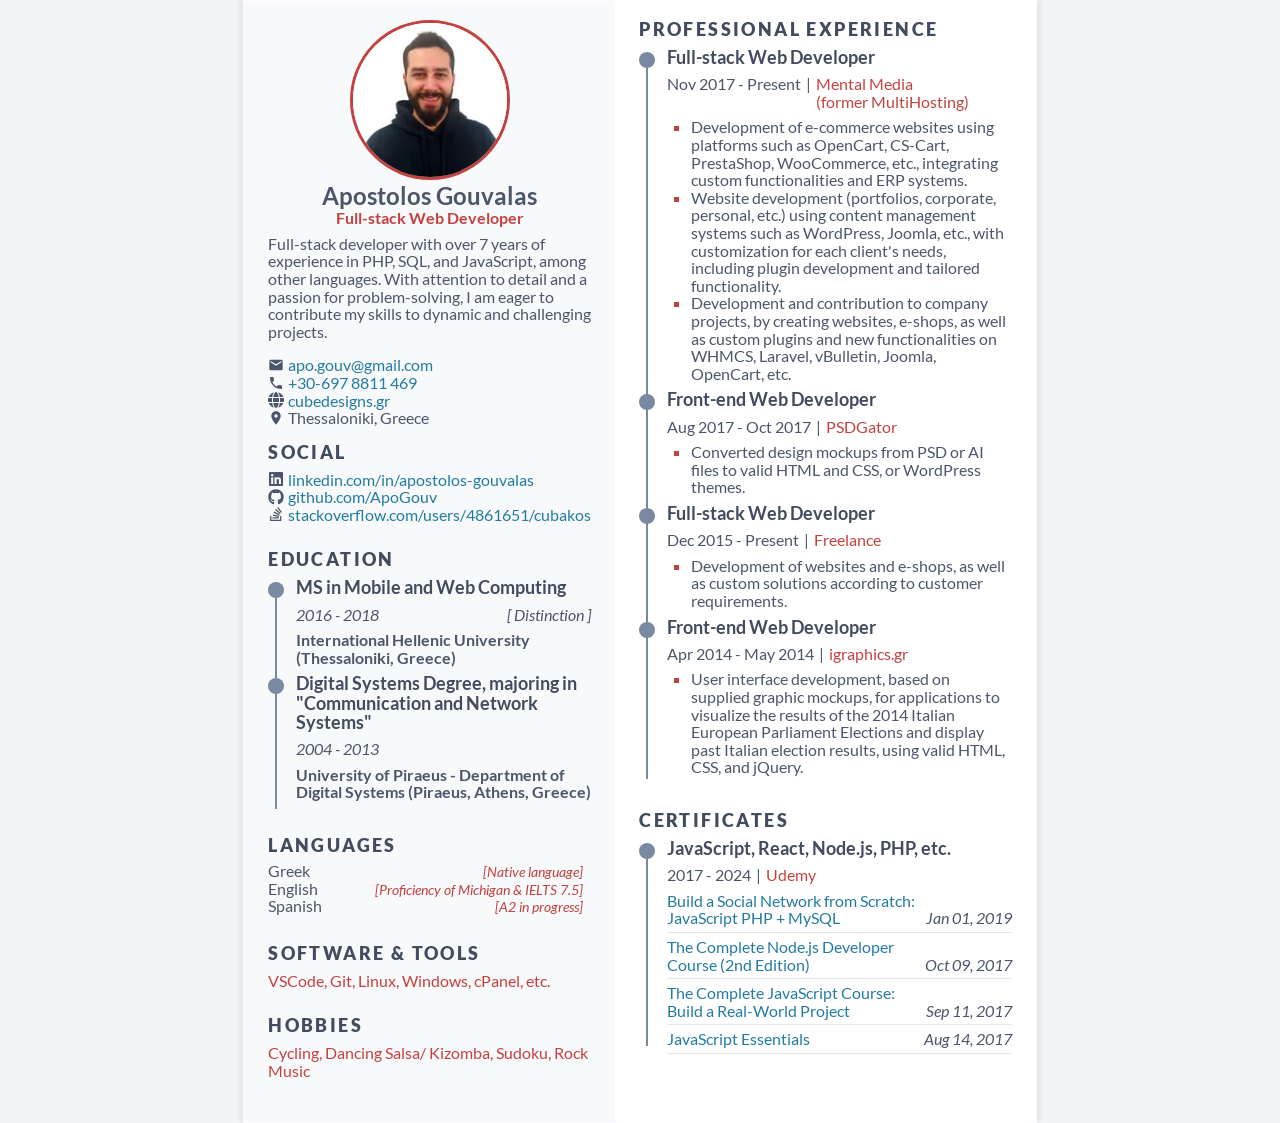 Apostolos Gouvalas
Full-stack Web Developer
Full-stack developer with over 7 years of
experience in PHP, SQL, and JavaScript, among
other languages. With attention to detail and a
passion for problem-solving, I am eager to
contribute my skills to dynamic and challenging
projects.
apo.gouv@gmail.com
+30-697 8811 469
cubedesigns.gr
Thessaloniki, Greece
SOCIAL
linkedin.com/in/apostolos-gouvalas
github.com/ApoGouv
stackoverflow.com/users/4861651/cubakos
EDUCATION
MS in Mobile and Web Computing
2016 - 2018 [ Distinction ]
International Hellenic University
(Thessaloniki, Greece)
Digital Systems Degree, majoring in
"Communication and Network
Systems"
2004 - 2013
University of Piraeus - Department of
Digital Systems (Piraeus, Athens, Greece)
LANGUAGES
Greek [Native language]
English [Proficiency of Michigan & IELTS 7.5]
Spanish [A2 in progress]
SOFTWARE & TOOLS
VSCode, Git, Linux, Windows, cPanel, etc.
HOBBIES
Cycling, Dancing Salsa/ Kizomba, Sudoku, Rock
Music
PROFESSIONAL EXPERIENCE
Full-stack Web Developer
Nov 2017 - Present | Mental Media
(former MultiHosting)
Development of e-commerce websites using
platforms such as OpenCart, CS-Cart,
PrestaShop, WooCommerce, etc., integrating
custom functionalities and ERP systems.
Website development (portfolios, corporate,
personal, etc.) using content management
systems such as WordPress, Joomla, etc., with
customization for each client's needs,
including plugin development and tailored
functionality.
Development and contribution to company
projects, by creating websites, e-shops, as well
as custom plugins and new functionalities on
WHMCS, Laravel, vBulletin, Joomla,
OpenCart, etc.
Front-end Web Developer
Aug 2017 - Oct 2017 | PSDGator
Converted design mockups from PSD or AI
files to valid HTML and CSS, or WordPress
themes.
Full-stack Web Developer
Dec 2015 - Present | Freelance
Development of websites and e-shops, as well
as custom solutions according to customer
requirements.
Front-end Web Developer
Apr 2014 - May 2014 | igraphics.gr
User interface development, based on
supplied graphic mockups, for applications to
visualize the results of the 2014 Italian
European Parliament Elections and display
past Italian election results, using valid HTML,
CSS, and jQuery.
CERTIFICATES
JavaScript, React, Node.js, PHP, etc.
2017 - 2024 | Udemy
Build a Social Network from Scratch:
JavaScript PHP + MySQL Jan 01, 2019
The Complete Node.js Developer
Course (2nd Edition) Oct 09, 2017
The Complete JavaScript Course:
Build a Real-World Project Sep 11, 2017
JavaScript Essentials Aug 14, 2017